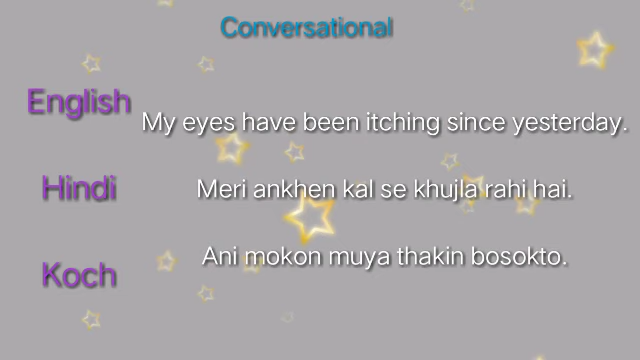 Conversational
English
My eyes have been itching since yesterday.
Hindi
Meri ankhen kal se khujla rahi hai.
Koch
Ani mokon muya thakin bosokto.